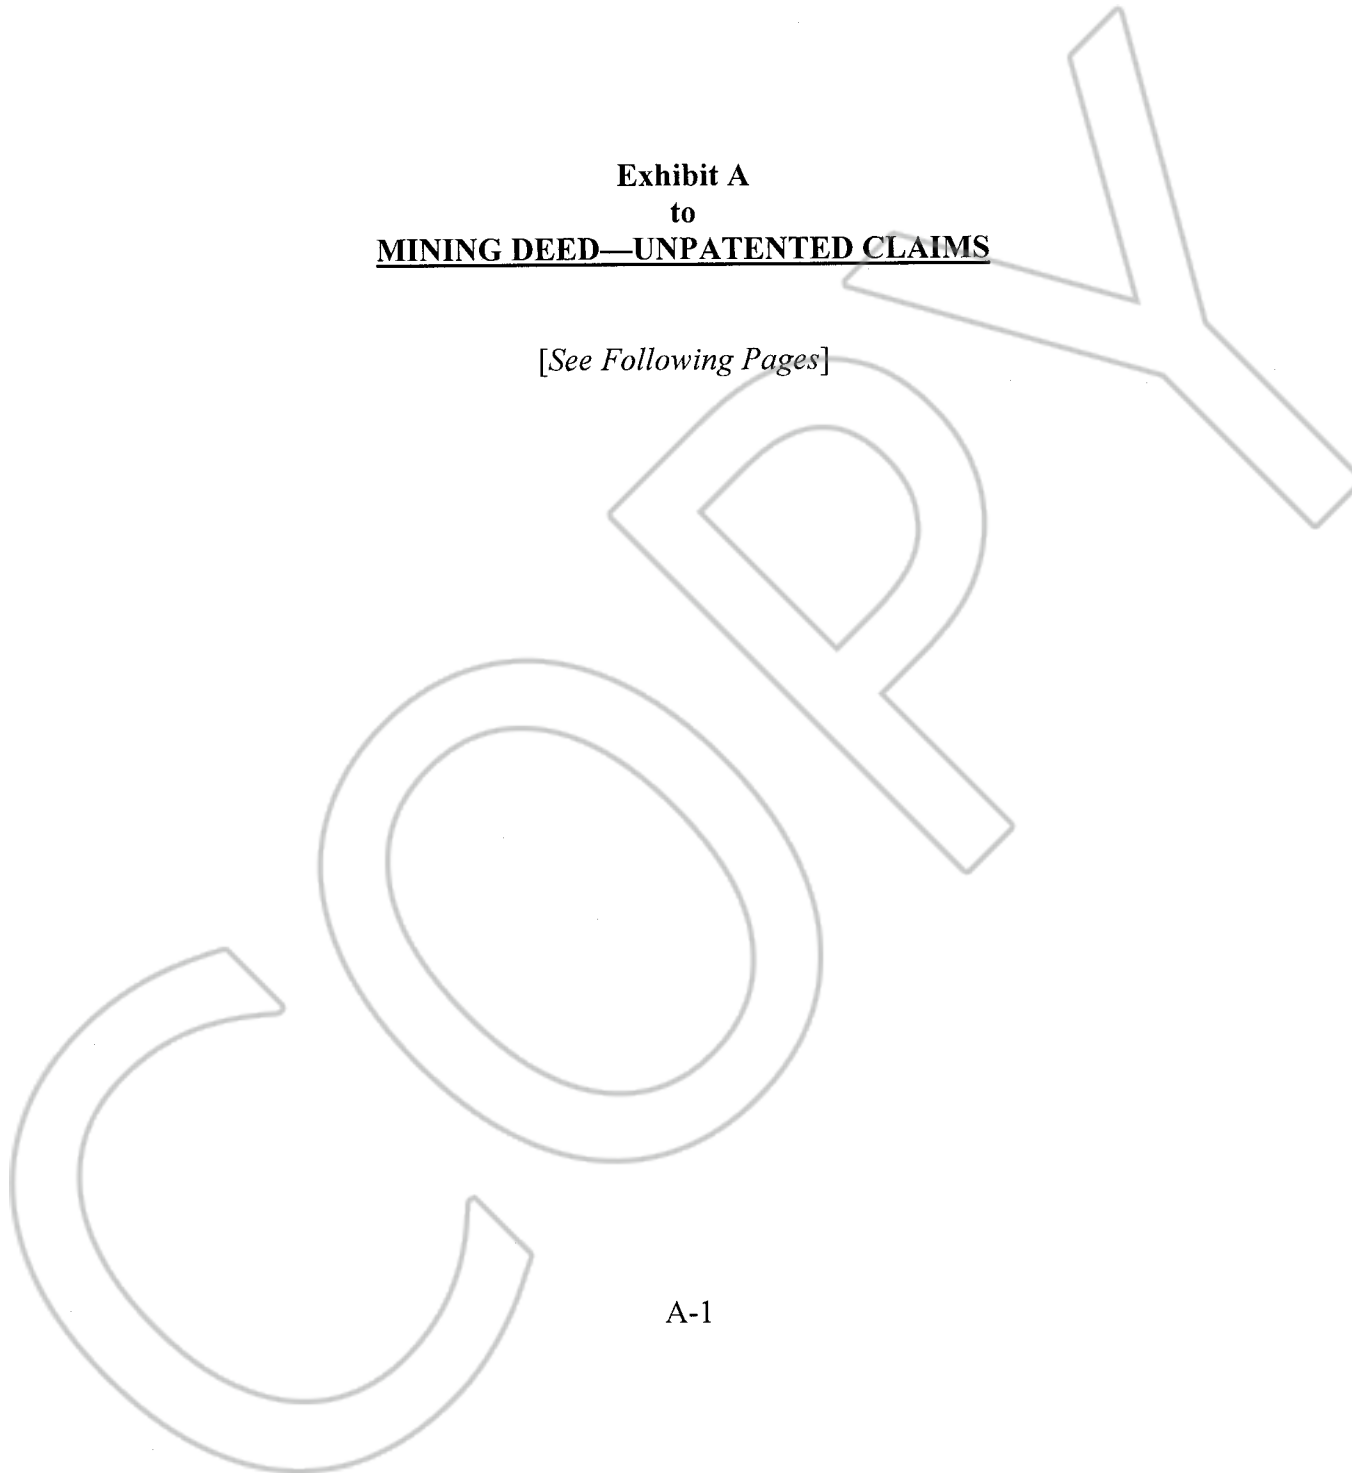 Exhibit A
to
MINING DEED—UNPATENTED CLAIMS
[See Following Pages]
COPY
A-1